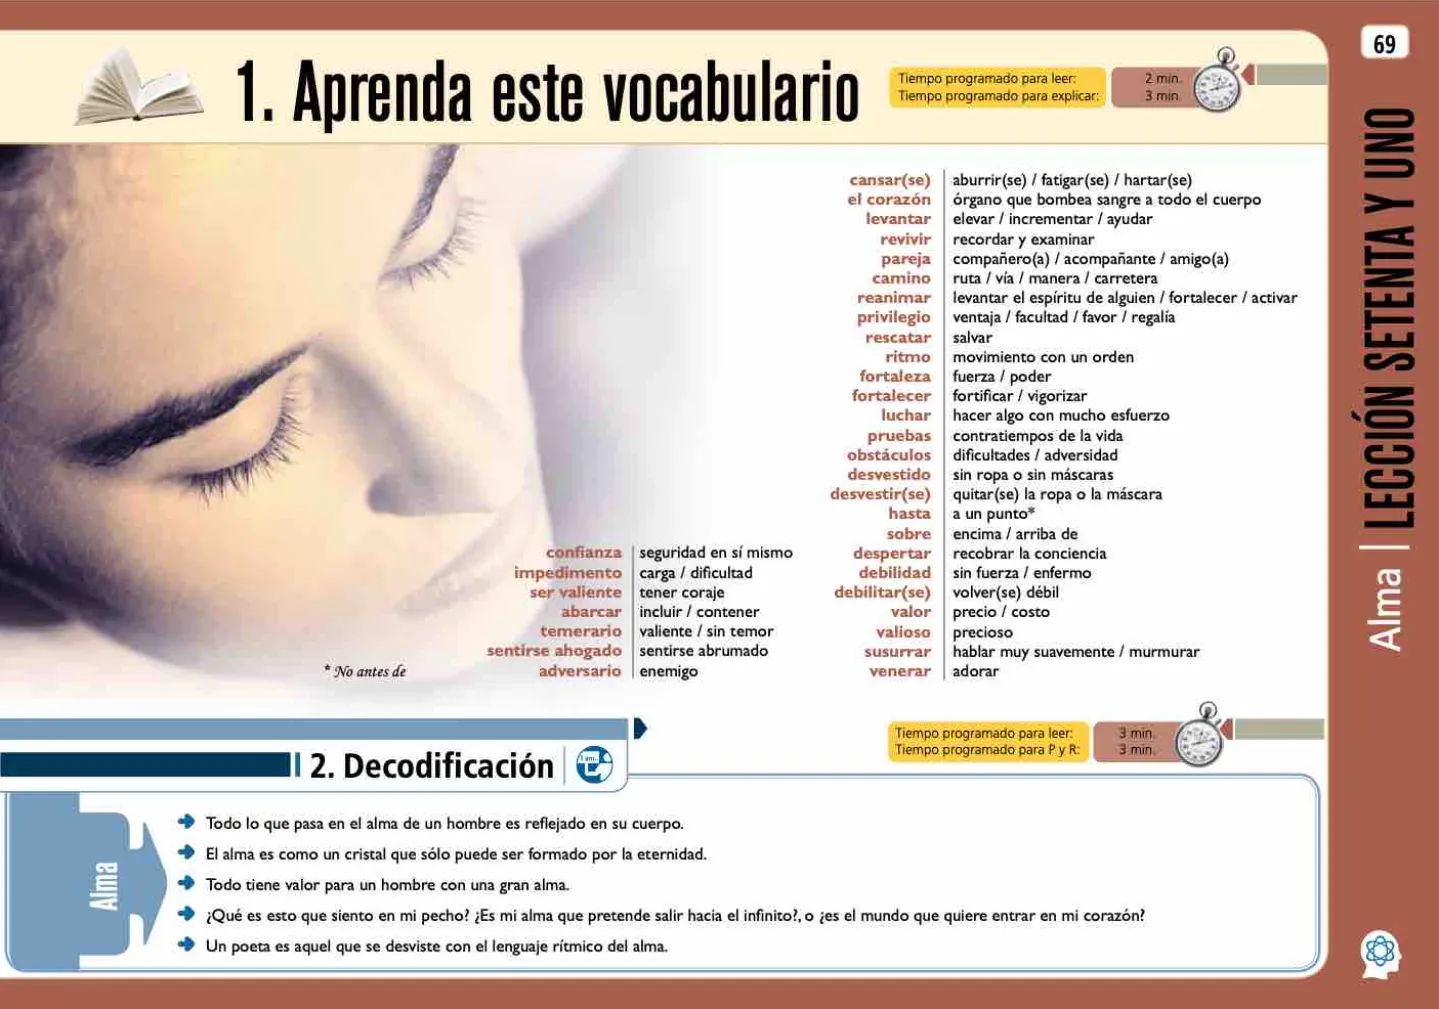 1. Aprenda este vocabulario
Tiempo programado para leer: 2 min.
Tiempo programado para explicar: 3 min.
69
LECCIÓN SETENTA Y UNO
Alma
cansar(se) aburrir(se) / fatigar(se) / hartar(se)
el corazón órgano que bombea sangre a todo el cuerpo
levantar elevar / incrementar / ayudar
revivir recordar y examinar
pareja compañero(a) / acompañante / amigo(a)
camino ruta / vía / manera / carretera
reanimar levantar el espíritu de alguien / fortalecer / activar
privilegio ventaja / facultad / favor / regalía
rescatar salvar
ritmo movimiento con un orden
fortaleza fuerza / poder
fortalecer fortificar / vigorizar
luchar hacer algo con mucho esfuerzo
pruebas contratiempos de la vida
obstáculos dificultades / adversidad
desvestido sin ropa o sin máscaras
desvestir(se) quitar(se) la ropa o la máscara
hasta a un punto*
sobre encima / arriba de
despertar recobrar la conciencia
debilidad sin fuerza / enfermo
debilitar(se) volver(se) débil
valor precio / costo
valioso precioso
susurrar hablar muy suavemente / murmurar
venerar adorar
confianza seguridad en sí mismo
impedimento carga / dificultad
ser valiente tener coraje
abarcar incluir / contener
temerario valiente / sin temor
sentirse ahogado sentirse abrumado
adversario enemigo
* No antes de
2. Decodificación
I am...
Tiempo programado para leer: 3 min.
Tiempo programado para P y R: 3 min.
Alma
Todo lo que pasa en el alma de un hombre es reflejado en su cuerpo.
El alma es como un cristal que sólo puede ser formado por la eternidad.
Todo tiene valor para un hombre con una gran alma.
¿Qué es esto que siento en mi pecho? ¿Es mi alma que pretende salir hacia el infinito?, o ¿es el mundo que quiere entrar en mi corazón?
Un poeta es aquel que se desviste con el lenguaje rítmico del alma.